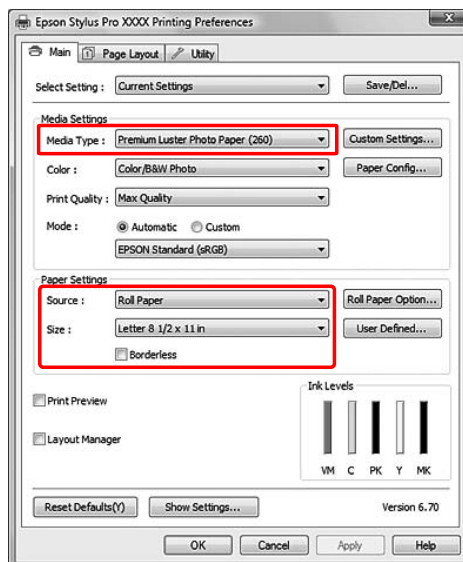 Epson Stylus Pro XXXX Printing Preferences
Main Page Layout Utility
Select Setting : Current Settings Save/Del...
Media Settings
Media Type : Premium Luster Photo Paper (260) Custom Settings...
Color : Color/B&W Photo Paper Config...
Print Quality : Max Quality
Mode : Automatic Custom
EPSON Standard (sRGB)
Paper Settings
Source : Roll Paper Roll Paper Option...
Size : Letter 8 1/2 x 11 in User Defined...
Borderless
Print Preview
Layout Manager
Ink Levels
VM C PK Y MK
Reset Defaults(Y) Show Settings... Version 6.70
OK Cancel Apply Help